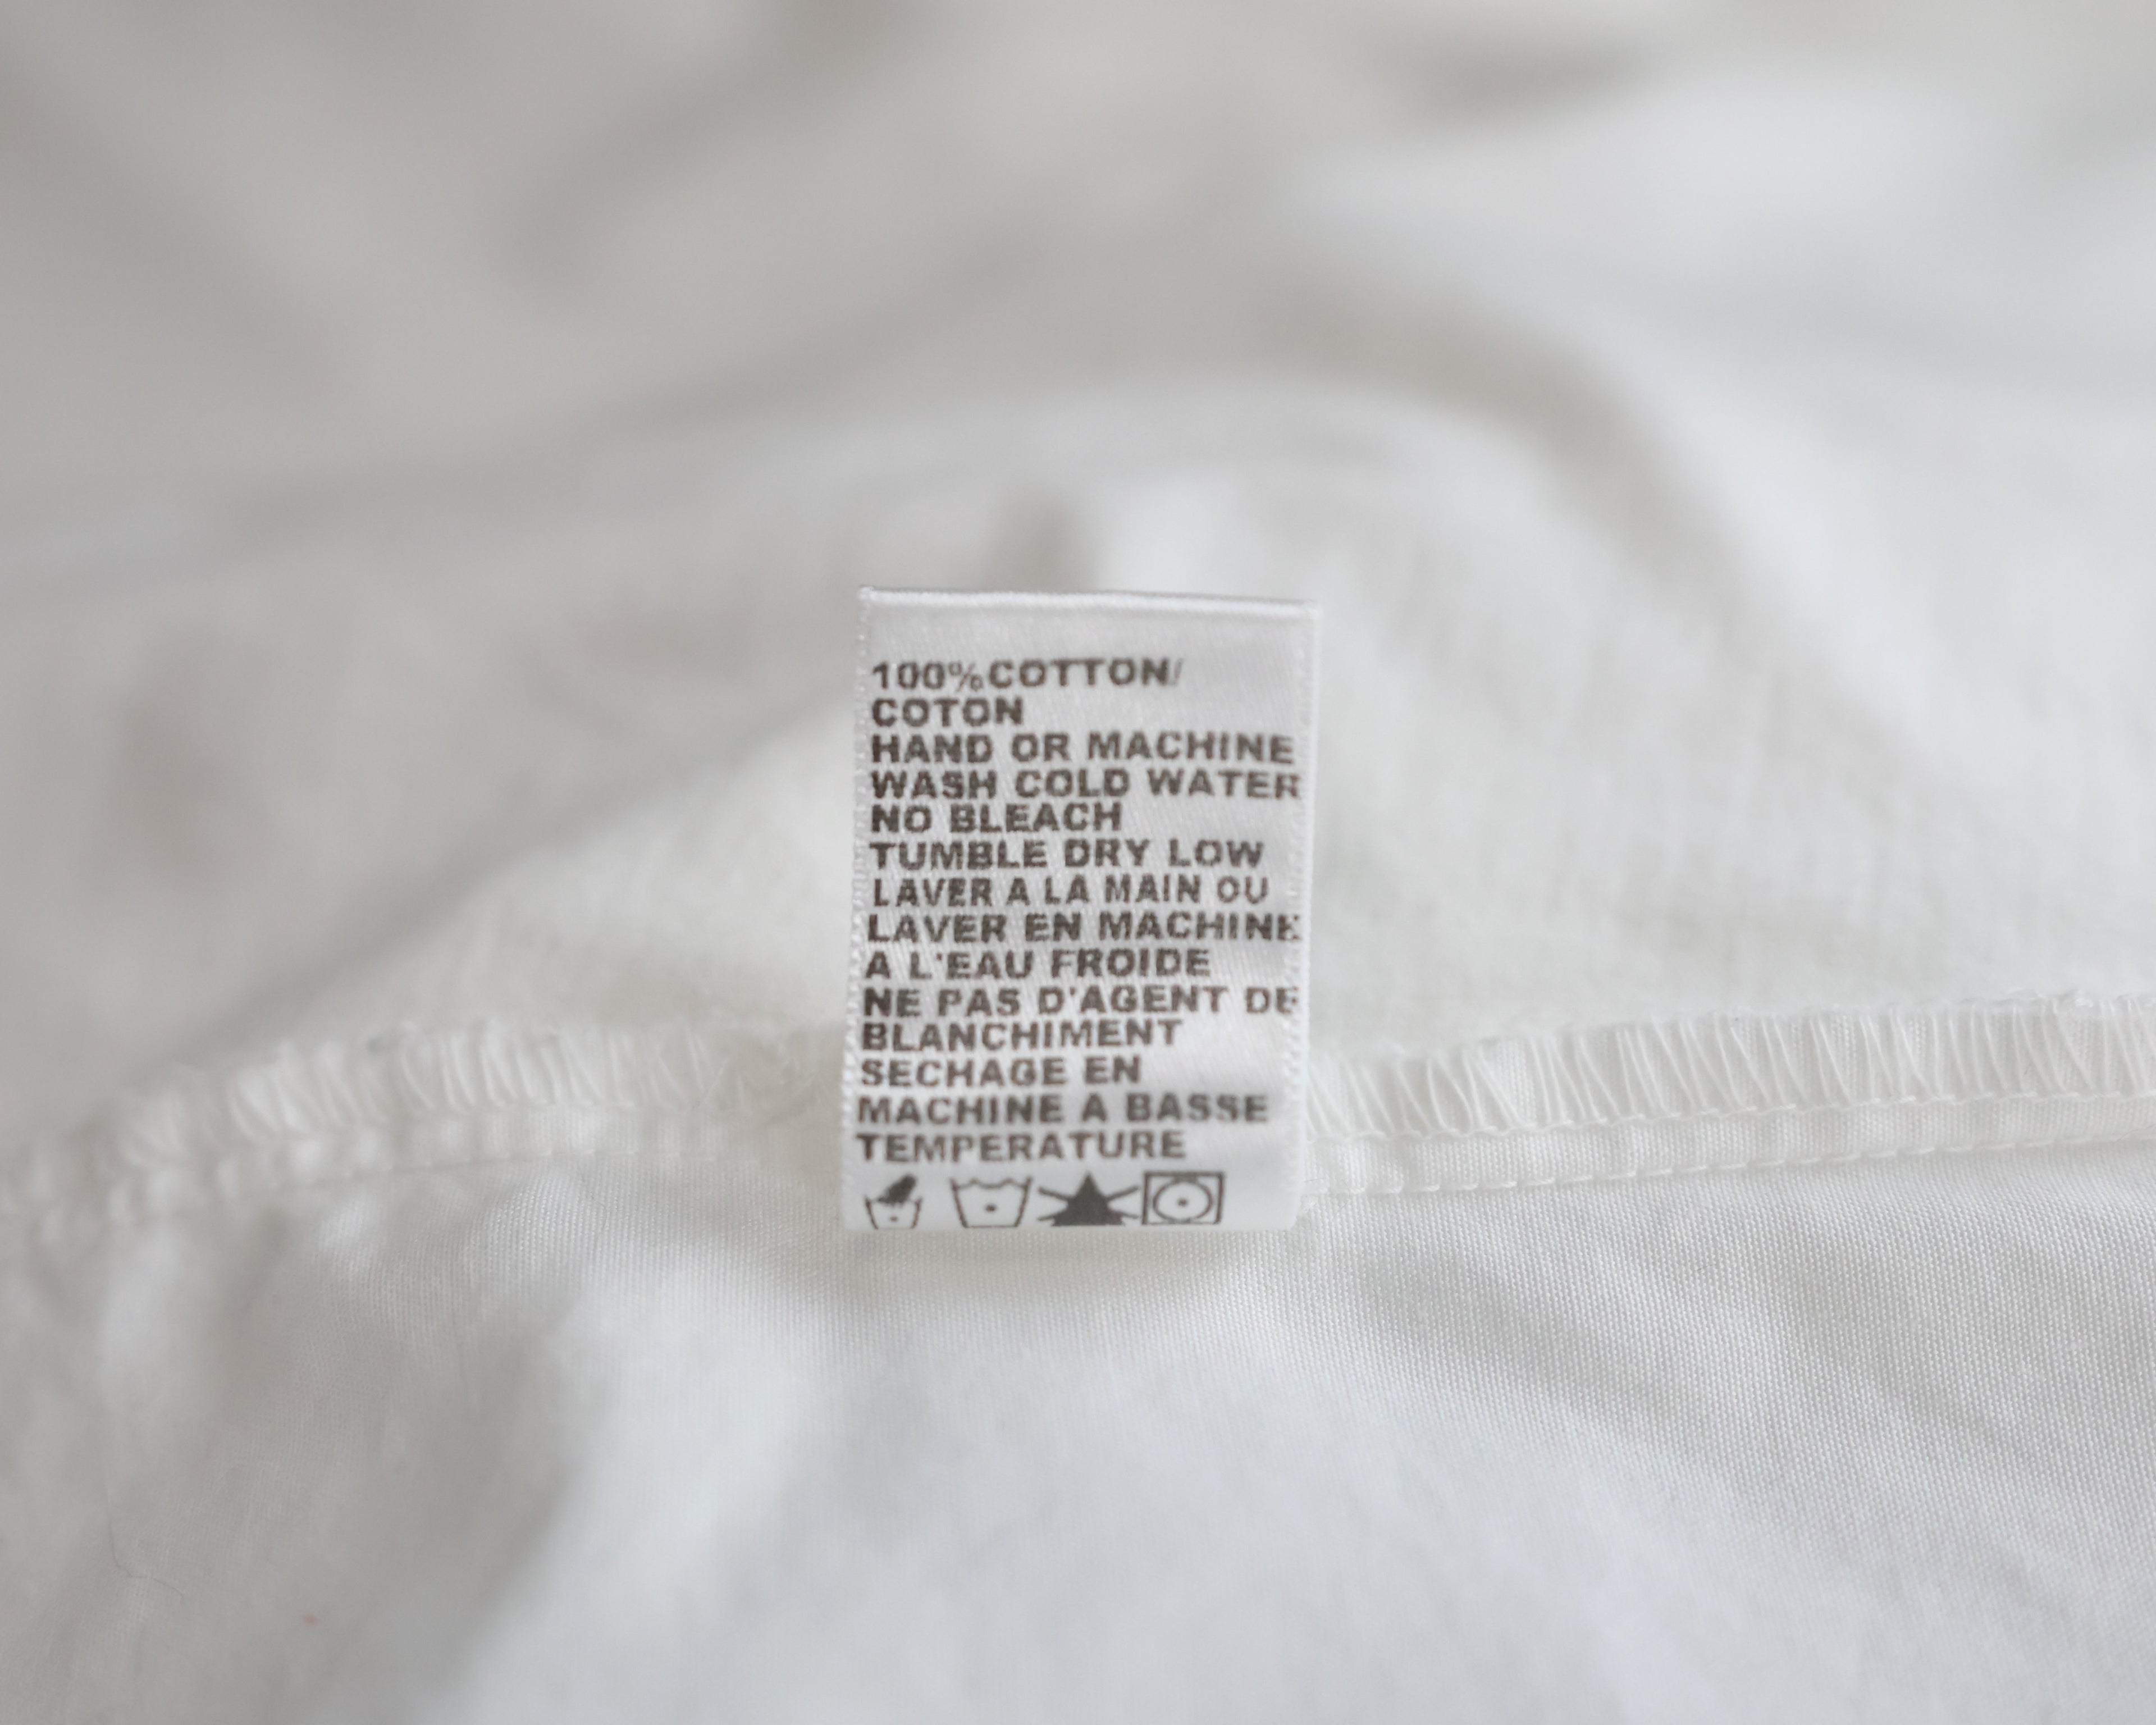 100%COTTON/
COTON
HAND OR MACHINE
WASH COLD WATER
NO BLEACH
TUMBLE DRY LOW
LAVER A LA MAIN OU
LAVER EN MACHINE
A L'EAU FROIDE
NE PAS D'AGENT DE
BLANCHIMENT
SECHAGE EN
MACHINE A BASSE
TEMPERATURE